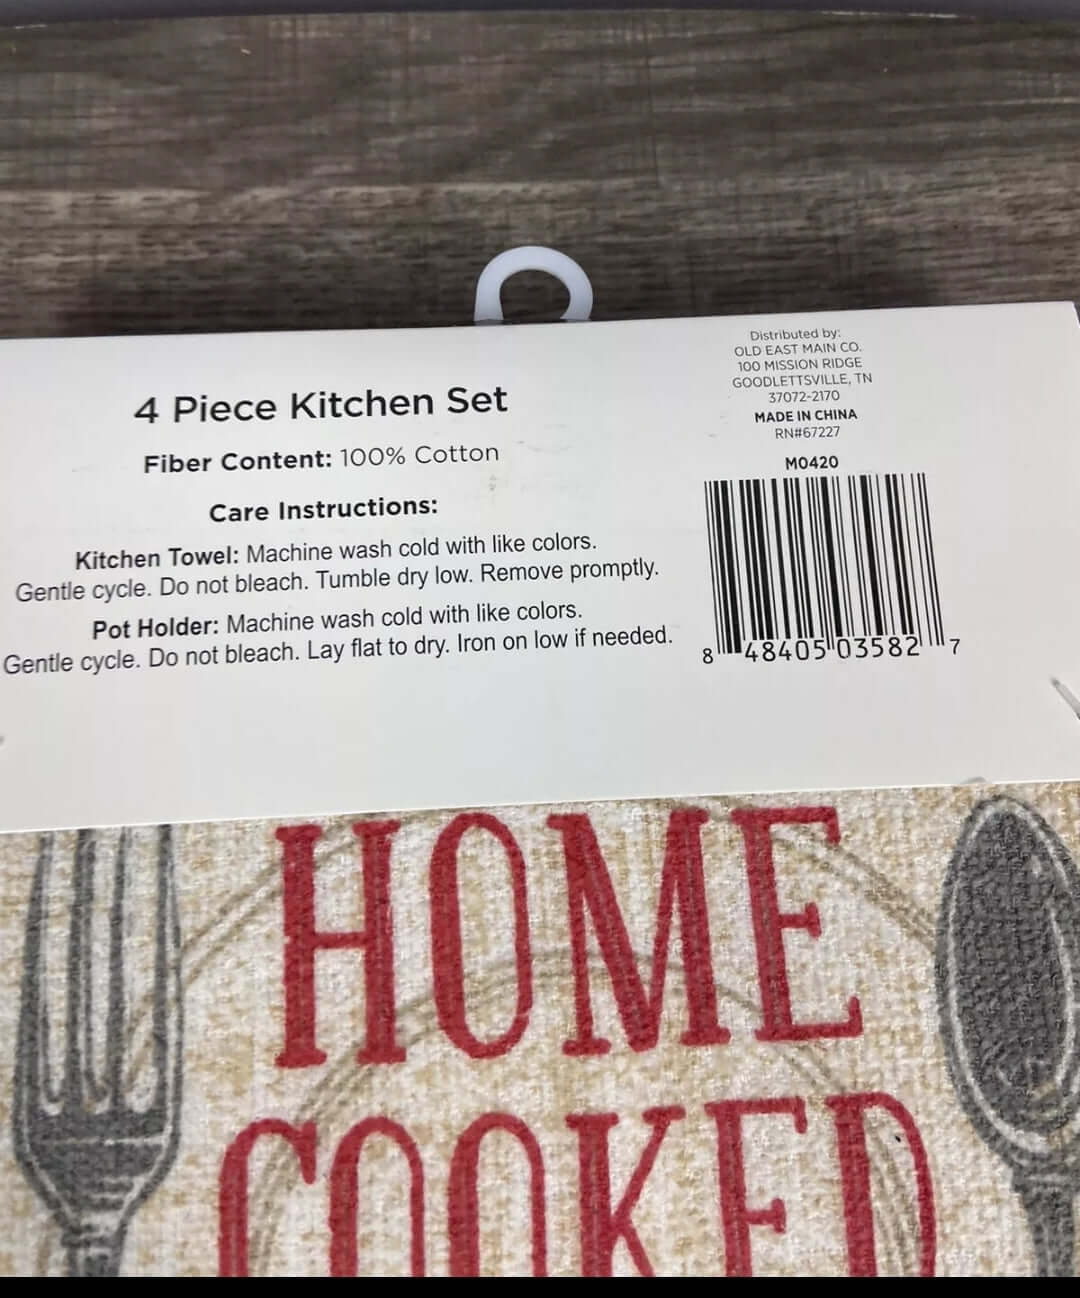 4 Piece Kitchen Set
Fiber Content: 100% Cotton
Care Instructions:
Kitchen Towel: Machine wash cold with like colors.
Gentle cycle. Do not bleach. Tumble dry low. Remove promptly.
Pot Holder: Machine wash cold with like colors.
Gentle cycle. Do not bleach. Lay flat to dry. Iron on low if needed.
Distributed by:
OLD EAST MAIN CO.
100 MISSION RIDGE
GOODLETTSVILLE, TN
37072-2170
MADE IN CHINA
RN#67227
M0420
8 48405 03582 7
HOME
COOKED